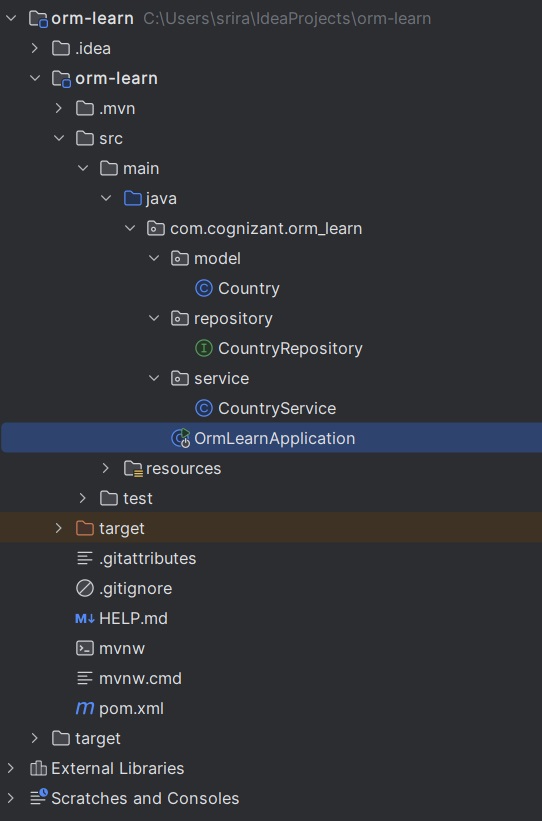 orm-learn C:\Users\srira\IdeaProjects\orm-learn
.idea
orm-learn
.mvn
src
main
java
com.cognizant.orm_learn
model
C Country
repository
I CountryRepository
service
C CountryService
OrmLearnApplication
resources
test
target
.gitattributes
.gitignore
M↓ HELP.md
mvnw
mvnw.cmd
m pom.xml
target
External Libraries
Scratches and Consoles